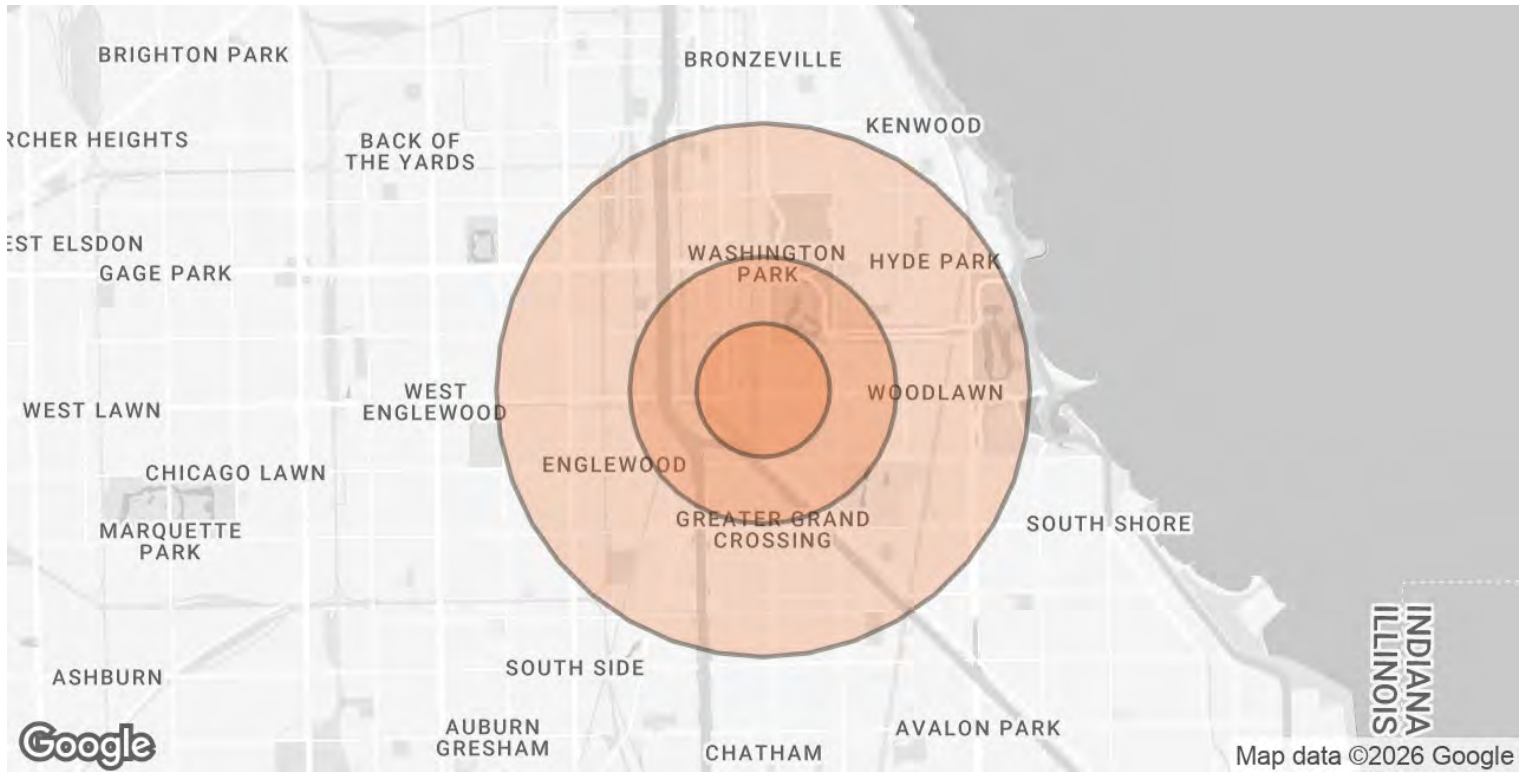 BRIGHTON PARK
BRONZEVILLE
KENWOOD
RCHER HEIGHTS
BACK OF
THE YARDS
EST ELSDON
GAGE PARK
WASHINGTON
PARK
HYDE PARK
WEST LAWN
WEST
ENGLEWOOD
WOODLAWN
CHICAGO LAWN
ENGLEWOOD
MARQUETTE
PARK
GREATER GRAND
CROSSING
SOUTH SHORE
ASHBURN
SOUTH SIDE
AUBURN
GRESHAM
CHATHAM
AVALON PARK
INDIANA
ILLINOIS
Google
Map data ©2026 Google